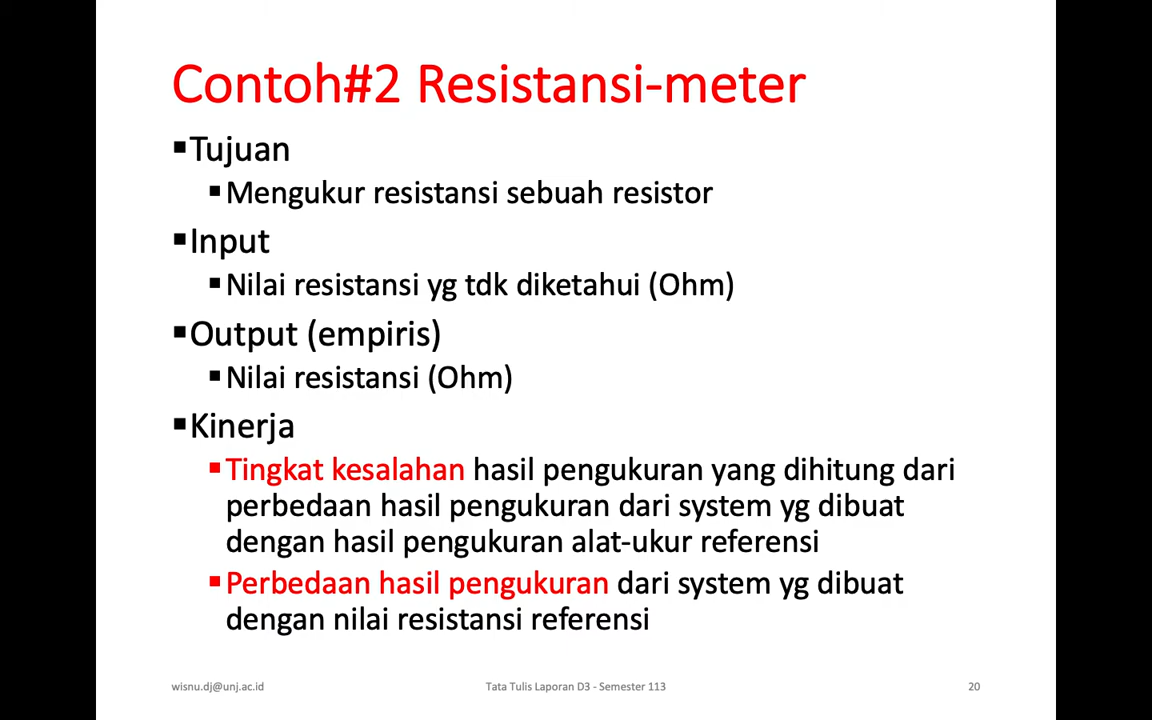 Contoh#2 Resistansi-meter
▪Tujuan
▪Mengukur resistansi sebuah resistor
▪Input
▪Nilai resistansi yg tdk diketahui (Ohm)
▪Output (empiris)
▪Nilai resistansi (Ohm)
▪Kinerja
▪Tingkat kesalahan hasil pengukuran yang dihitung dari
perbedaan hasil pengukuran dari system yg dibuat
dengan hasil pengukuran alat-ukur referensi
▪Perbedaan hasil pengukuran dari system yg dibuat
dengan nilai resistansi referensi
wisnu.dj@unj.ac.id
Tata Tulis Laporan D3 - Semester 113
20